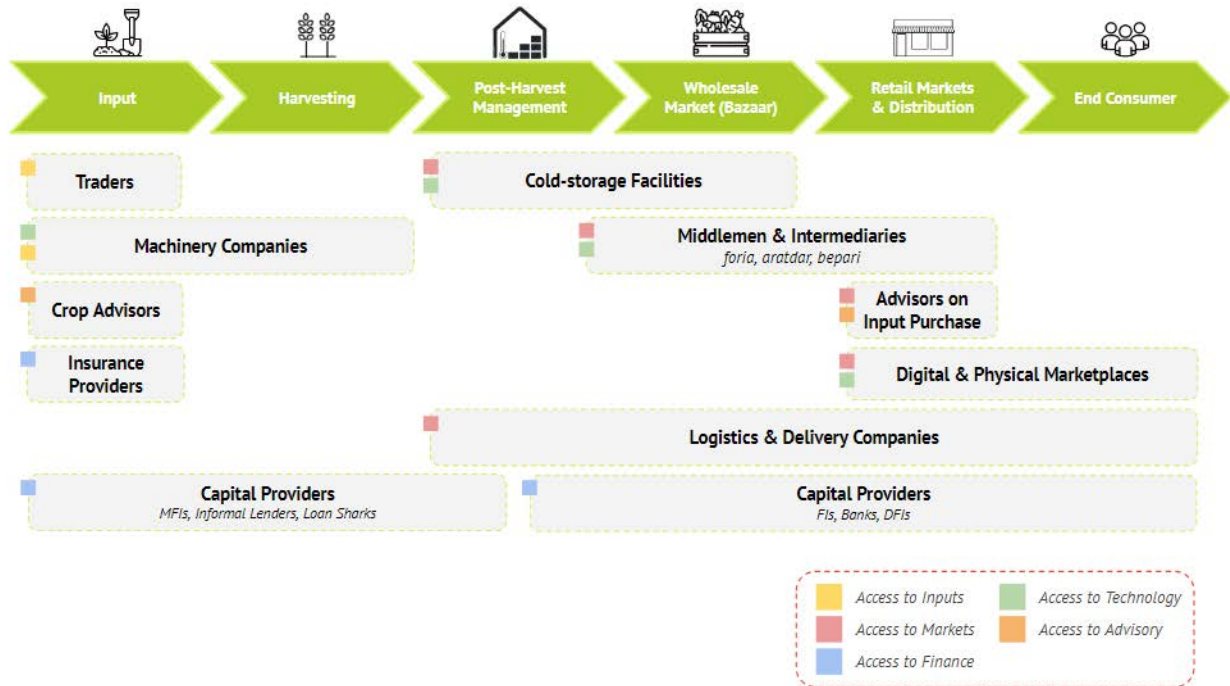 Input
Harvesting
Post-Harvest
Management
Wholesale
Market (Bazaar)
Retail Markets
& Distribution
End Consumer
Traders
Cold-storage Facilities
Machinery Companies
Middlemen & Intermediaries
foria, aratdar, bepari
Crop Advisors
Advisors on
Input Purchase
Insurance
Providers
Digital & Physical Marketplaces
Logistics & Delivery Companies
Capital Providers
MFIs, Informal Lenders, Loan Sharks
Capital Providers
FIs, Banks, DFIs
Access to Inputs
Access to Technology
Access to Markets
Access to Advisory
Access to Finance